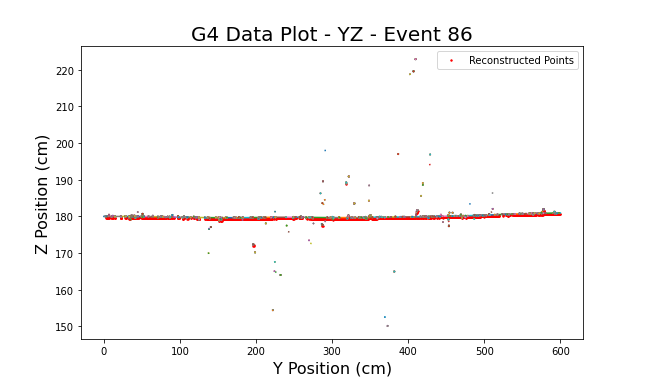 G4 Data Plot - YZ - Event 86
Reconstructed Points
Z Position (cm)
220
210
200
190
180
170
160
150
0 100 200 300 400 500 600
Y Position (cm)